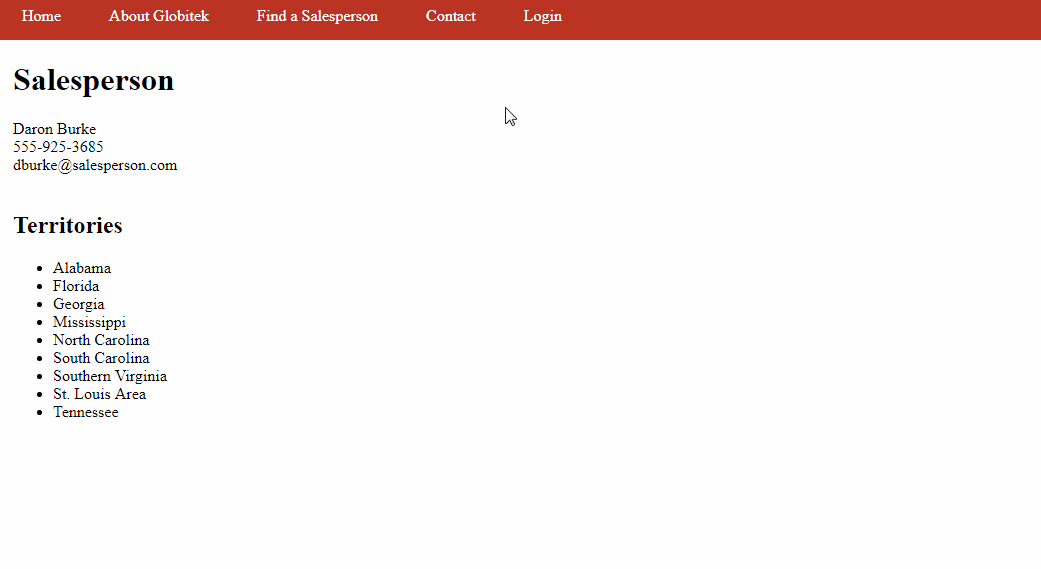 Home About Globitek Find a Salesperson Contact Login
Salesperson
Daron Burke
555-925-3685
dburke@salesperson.com
Territories
Alabama
Florida
Georgia
Mississippi
North Carolina
South Carolina
Southern Virginia
St. Louis Area
Tennessee